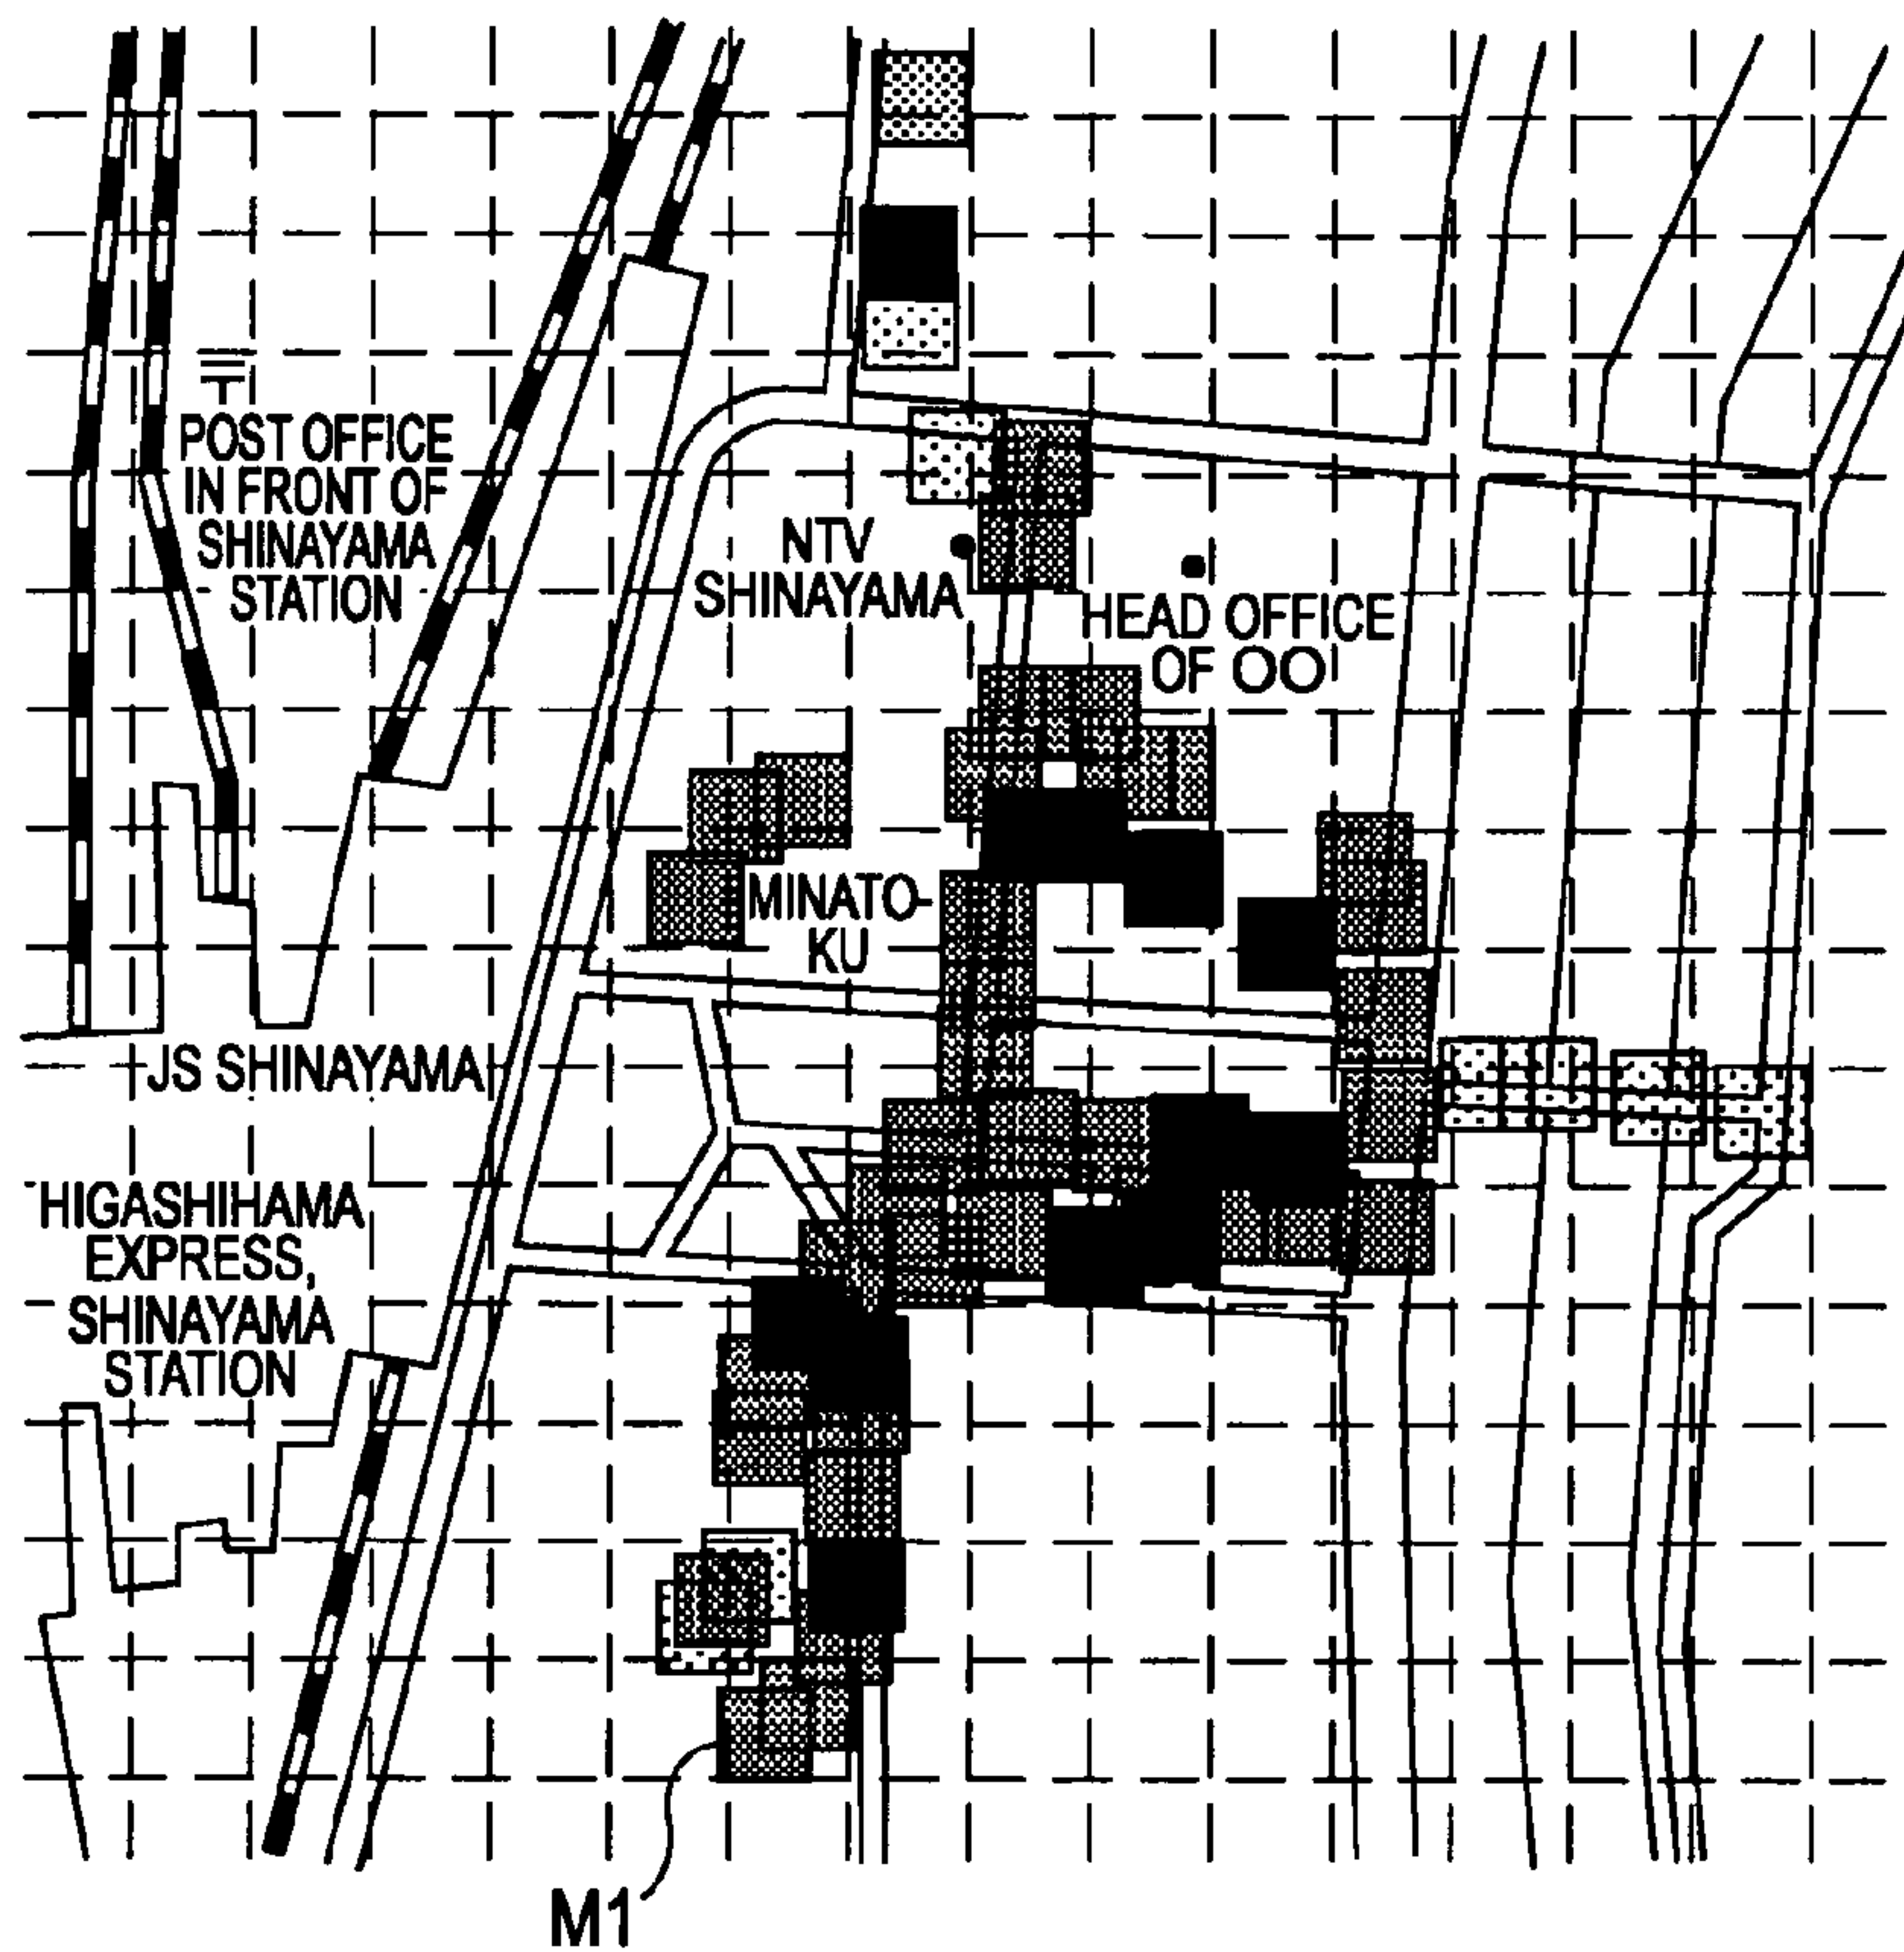 〒
POST OFFICE
IN FRONT OF
SHINAYAMA
STATION
NTV
SHINAYAMA
HEAD OFFICE
OF ○○
MINATO-
KU
JS SHINAYAMA
HIGASHIHAMA
EXPRESS,
SHINAYAMA
STATION
M1